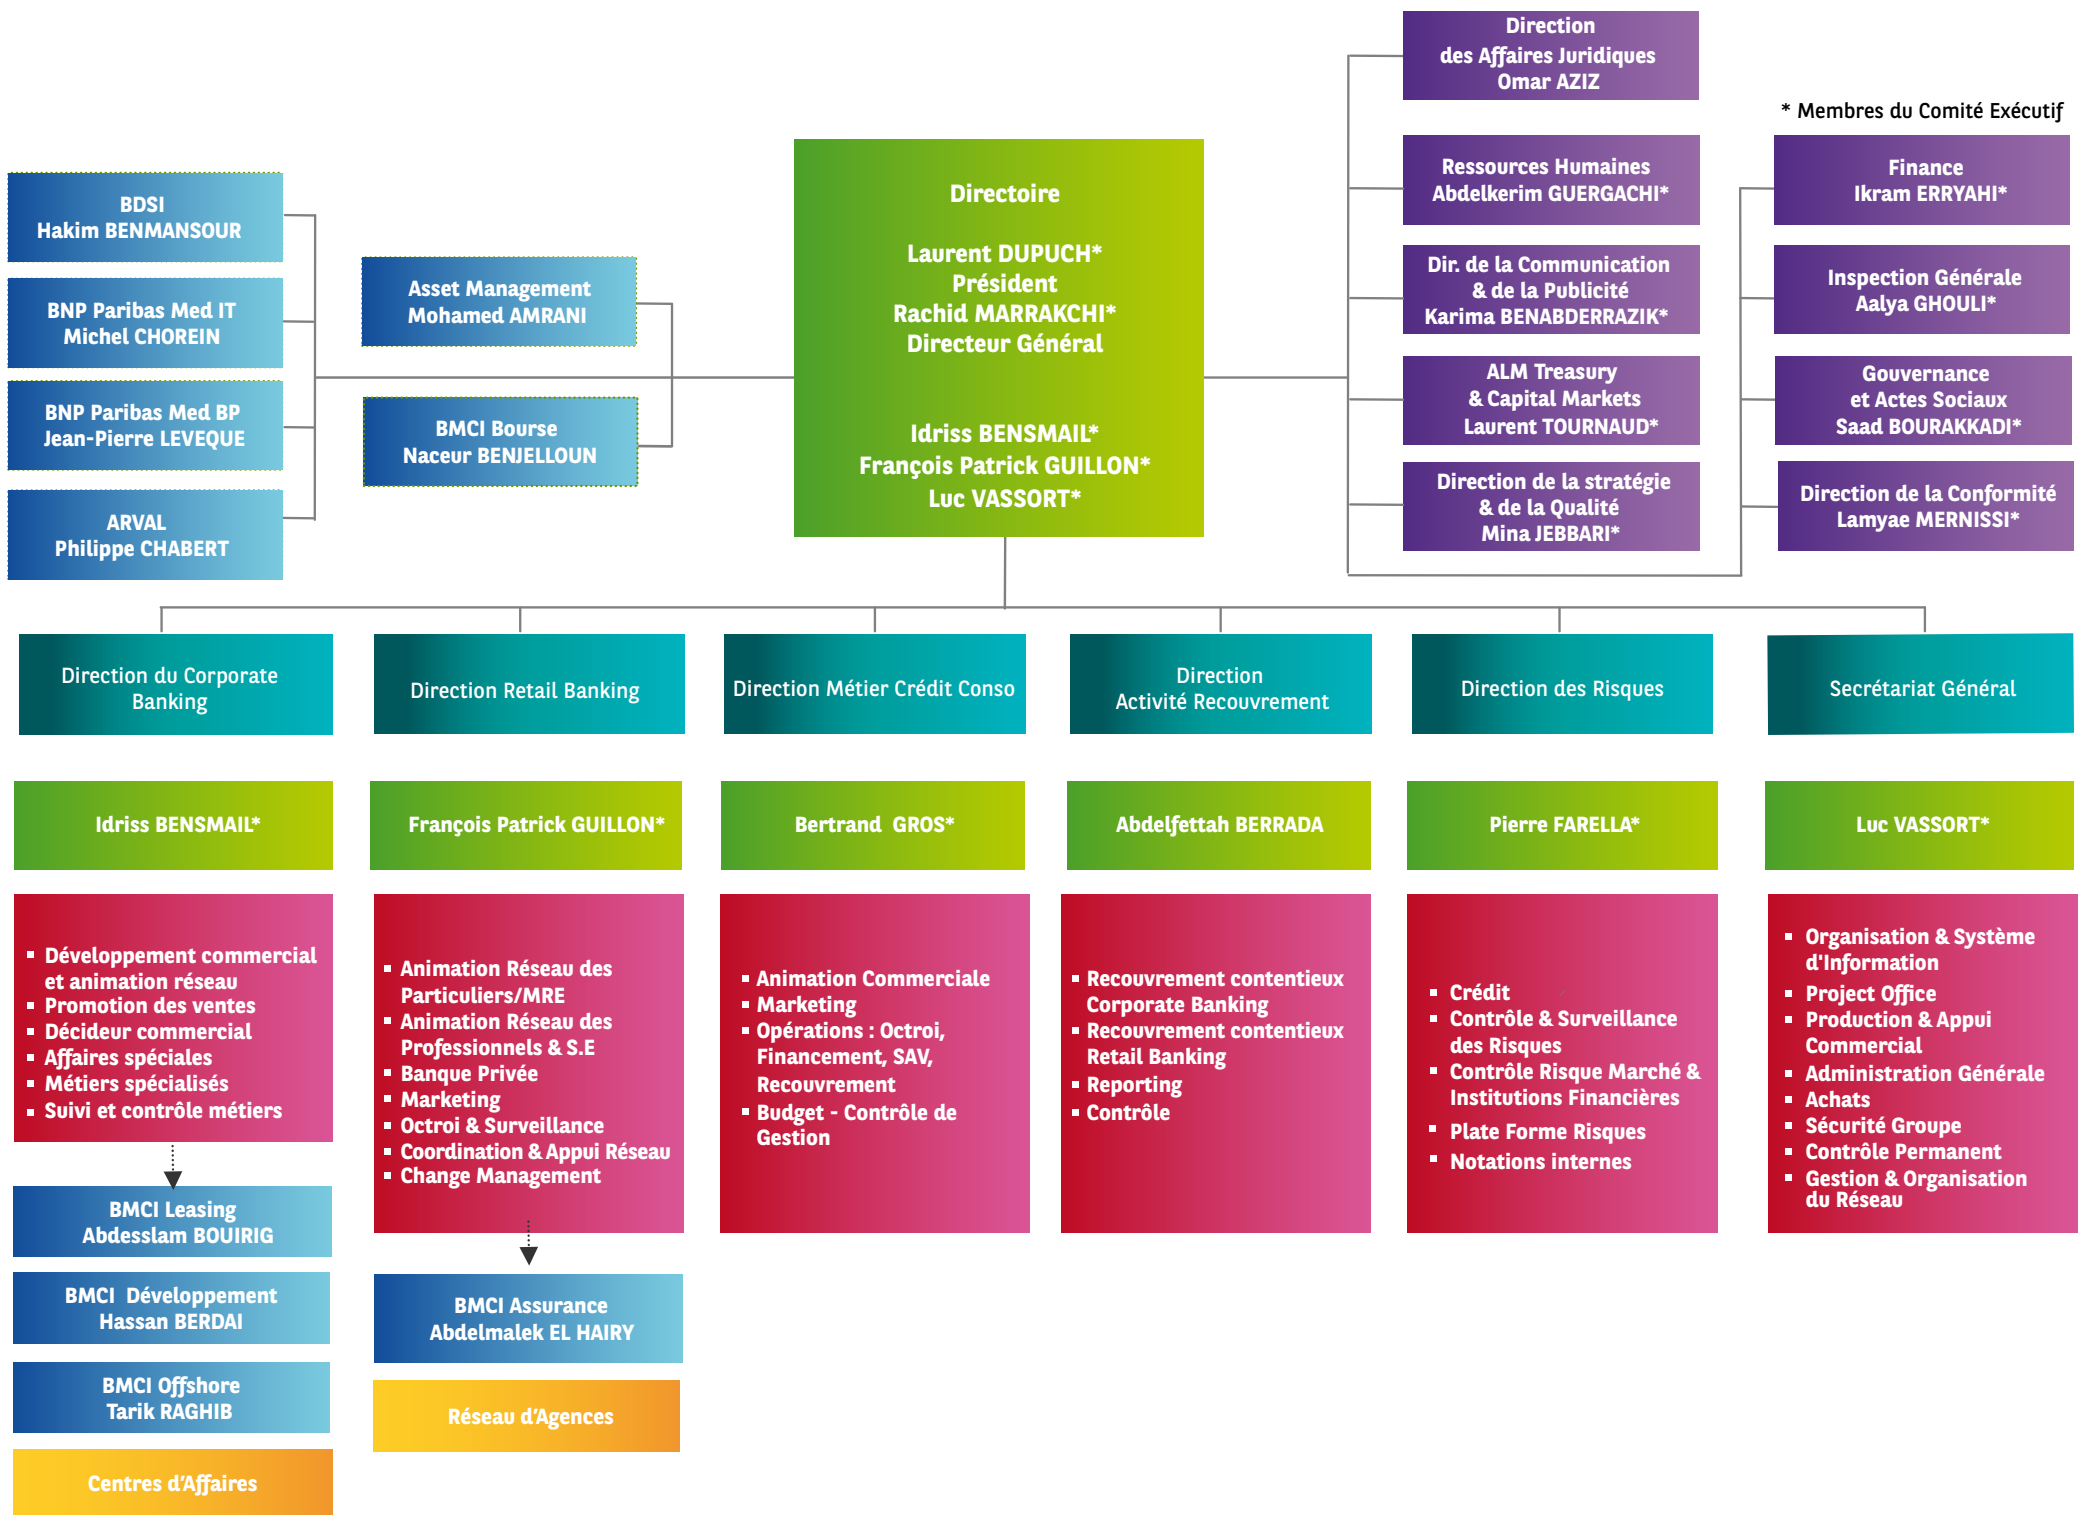 Direction
des Affaires Juridiques
Omar AZIZ
* Membres du Comité Exécutif
BDSI
Hakim BENMANSOUR
BNP Paribas Med IT
Michel CHOREIN
BNP Paribas Med BP
Jean-Pierre LEVEQUE
ARVAL
Philippe CHABERT
Asset Management
Mohamed AMRANI
BMCI Bourse
Naceur BENJELLOUN
Directoire
Laurent DUPUCH*
Président
Rachid MARRAKCHI*
Directeur Général
Idriss BENSMAIL*
François Patrick GUILLON*
Luc VASSORT*
Ressources Humaines
Abdelkerim GUERGACHI*
Dir. de la Communication
& de la Publicité
Karima BENABDERRAZIK*
ALM Treasury
& Capital Markets
Laurent TOURNAUD*
Direction de la stratégie
& de la Qualité
Mina JEBBARI*
Finance
Ikram ERRYAHI*
Inspection Générale
Aalya GHOULI*
Gouvernance
et Actes Sociaux
Saad BOURAKKADI*
Direction de la Conformité
Lamyae MERNISSI*
Direction du Corporate
Banking
Direction Retail Banking
Direction Métier Crédit Conso
Direction
Activité Recouvrement
Direction des Risques
Secrétariat Général
Idriss BENSMAIL*
François Patrick GUILLON*
Bertrand  GROS*
Abdelfettah BERRADA
Pierre FARELLA*
Luc VASSORT*
▪ Développement commercial
et animation réseau
▪ Promotion des ventes
▪ Décideur commercial
▪ Affaires spéciales
▪ Métiers spécialisés
▪ Suivi et contrôle métiers
▪ Animation Réseau des
Particuliers/MRE
▪ Animation Réseau des
Professionnels & S.E
▪ Banque Privée
▪ Marketing
▪ Octroi & Surveillance
▪ Coordination & Appui Réseau
▪ Change Management
▪ Animation Commerciale
▪ Marketing
▪ Opérations : Octroi,
Financement, SAV,
Recouvrement
▪ Budget - Contrôle de
Gestion
▪ Recouvrement contentieux
Corporate Banking
▪ Recouvrement contentieux
Retail Banking
▪ Reporting
▪ Contrôle
▪ Crédit
▪ Contrôle & Surveillance
des Risques
▪ Contrôle Risque Marché &
Institutions Financières
▪ Plate Forme Risques
▪ Notations internes
▪ Organisation & Système
d'Information
▪ Project Office
▪ Production & Appui
Commercial
▪ Administration Générale
▪ Achats
▪ Sécurité Groupe
▪ Contrôle Permanent
▪ Gestion & Organisation
du Réseau
BMCI Leasing
Abdesslam BOUIRIG
BMCI  Développement
Hassan BERDAI
BMCI Offshore
Tarik RAGHIB
Centres d’Affaires
BMCI Assurance
Abdelmalek EL HAIRY
Réseau d’Agences